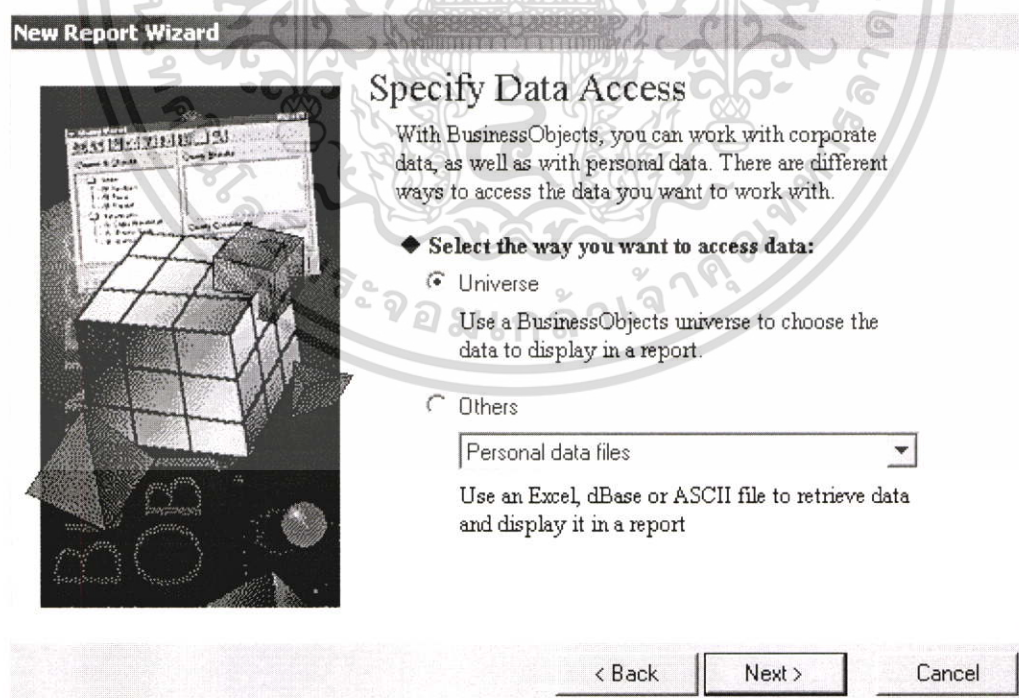 New Report Wizard
Specify Data Access
With BusinessObjects, you can work with corporate
data, as well as with personal data. There are different
ways to access the data you want to work with.
◆ Select the way you want to access data:
Universe
Use a BusinessObjects universe to choose the
data to display in a report.
Others
Personal data files
Use an Excel, dBase or ASCII file to retrieve data
and display it in a report
< Back
Next >
Cancel